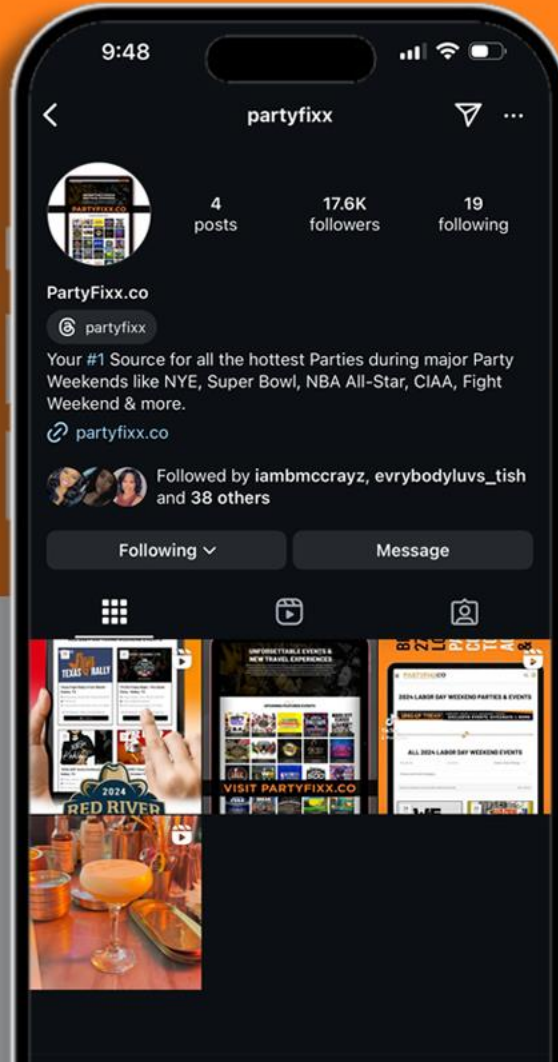 9:48
partyfixx
4
posts
17.6K
followers
19
following
PARTYFIXX.CO
PartyFixx.co
partyfixx
Your #1 Source for all the hottest Parties during major Party
Weekends like NYE, Super Bowl, NBA All-Star, CIAA, Fight
Weekend & more.
partyfixx.co
Followed by iambmccrayz, evrybodyluvs_tish
and 38 others
Following
Message
TEXAS RALLY
2024
RED RIVER
UNFORGETTABLE EVENTS &
NEW TRAVEL EXPERIENCES
VISIT PARTYFIXX.CO
PARTYFIXX.CO
2024 LABOR DAY WEEKEND PARTIES & EVENTS
ALL 2024 LABOR DAY WEEKEND EVENTS